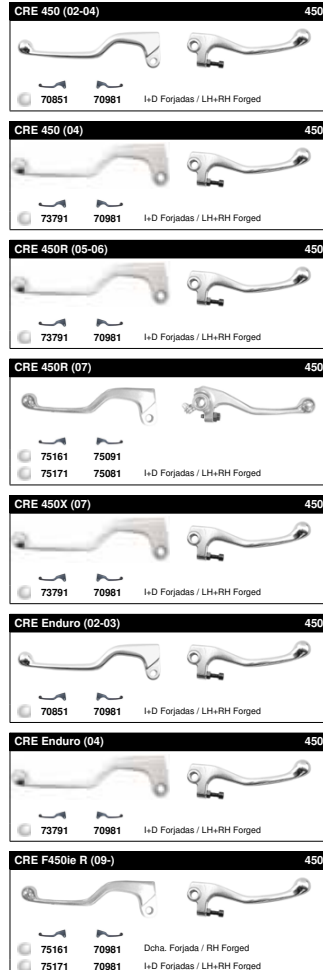 CRE 450 (02-04) 450
70851 70981 I+D Forjadas / LH+RH Forged
CRE 450 (04) 450
73791 70981 I+D Forjadas / LH+RH Forged
CRE 450R (05-06) 450
73791 70981 I+D Forjadas / LH+RH Forged
CRE 450R (07) 450
75161 75091
75171 75081 I+D Forjadas / LH+RH Forged
CRE 450X (07) 450
73791 70981 I+D Forjadas / LH+RH Forged
CRE Enduro (02-03) 450
70851 70981 I+D Forjadas / LH+RH Forged
CRE Enduro (04) 450
73791 70981 I+D Forjadas / LH+RH Forged
CRE F450ie R (09-) 450
75161 70981 Dcha. Forjada / RH Forged
75171 70981 I+D Forjadas / LH+RH Forged